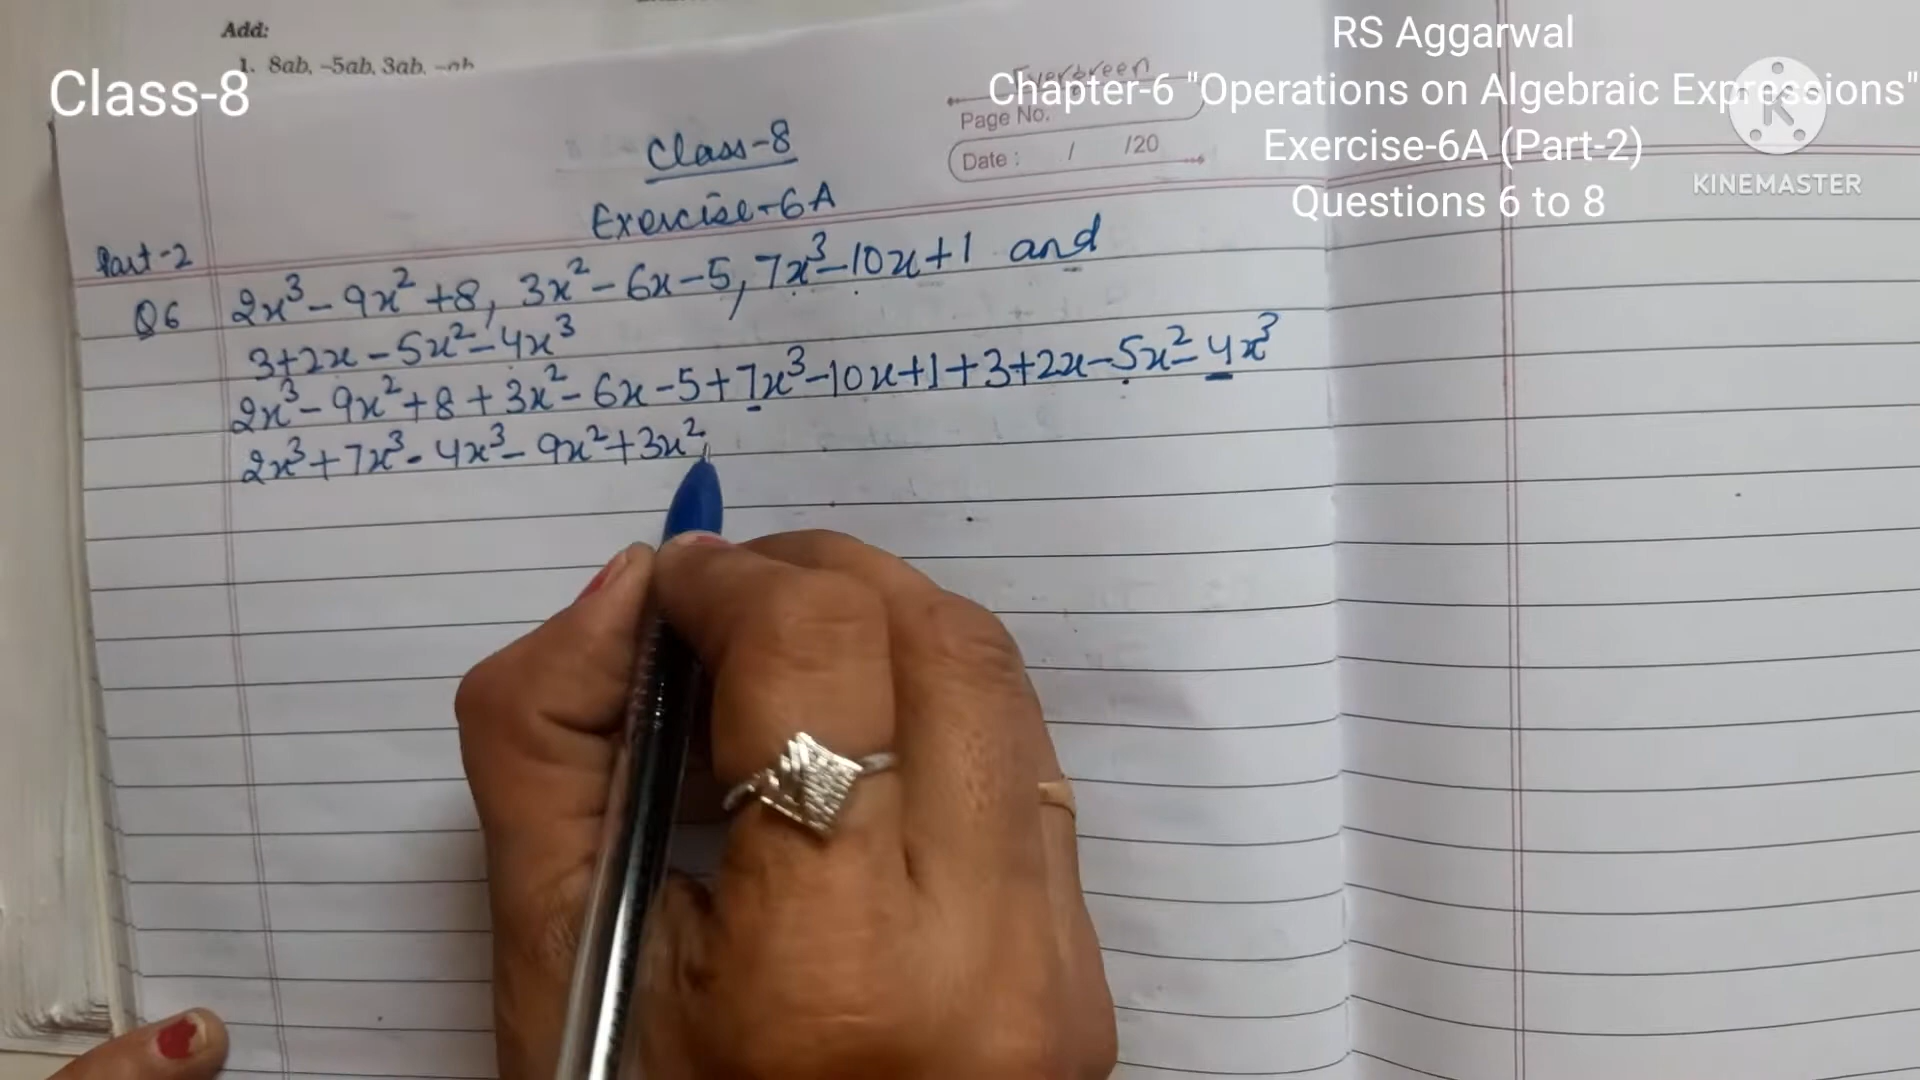 Add:
1. 8ab, -5ab, 3ab, -ab
Class-8
RS Aggarwal
Chapter-6 "Operations on Algebraic Expressions"
Exercise-6A (Part-2)
Questions 6 to 8
K
KINEMASTER
Evergreen
Page No.
Date : / /20
Class-8
Exercise-6A
Part-2
Q6 2x³-9x²+8, 3x²-6x-5, 7x³-10x+1 and
3+2x-5x²-4x³
2x³-9x²+8+3x²-6x-5+7x³-10x+1+3+2x-5x²-4x³
2x³+7x³-4x³-9x²+3x²